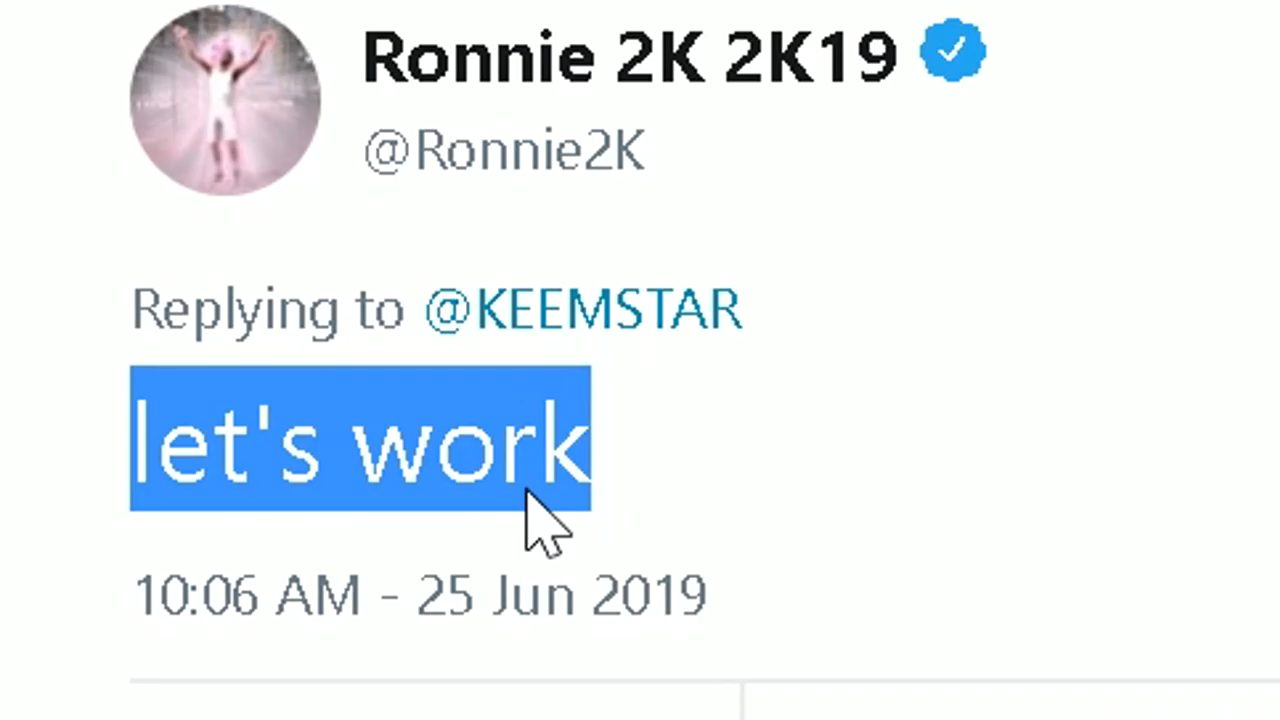 Ronnie 2K 2K19
@Ronnie2K
Replying to @KEEMSTAR
let's work
10:06 AM - 25 Jun 2019